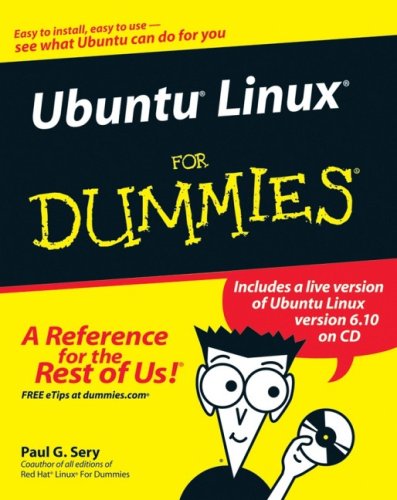 Easy to install, easy to use —
see what Ubuntu can do for you
Ubuntu® Linux®
FOR
DUMMIES®
Includes a live version
of Ubuntu Linux
version 6.10
on CD
A Reference
for the
Rest of Us!®
FREE eTips at dummies.com®
Paul G. Sery
Coauthor of all editions of
Red Hat® Linux® For Dummies